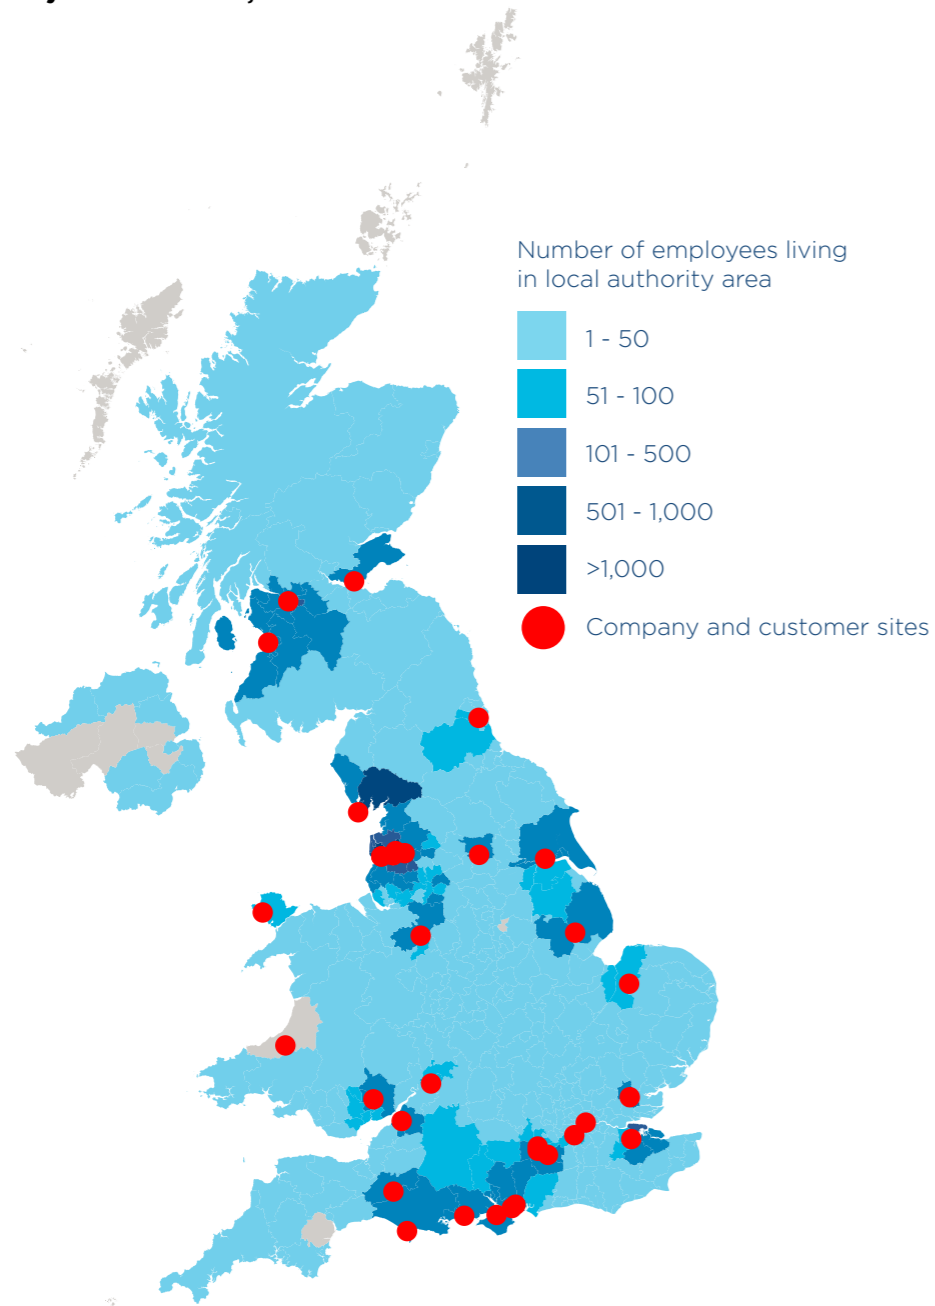 Number of employees living
in local authority area
1 - 50
51 - 100
101 - 500
501 - 1,000
>1,000
Company and customer sites